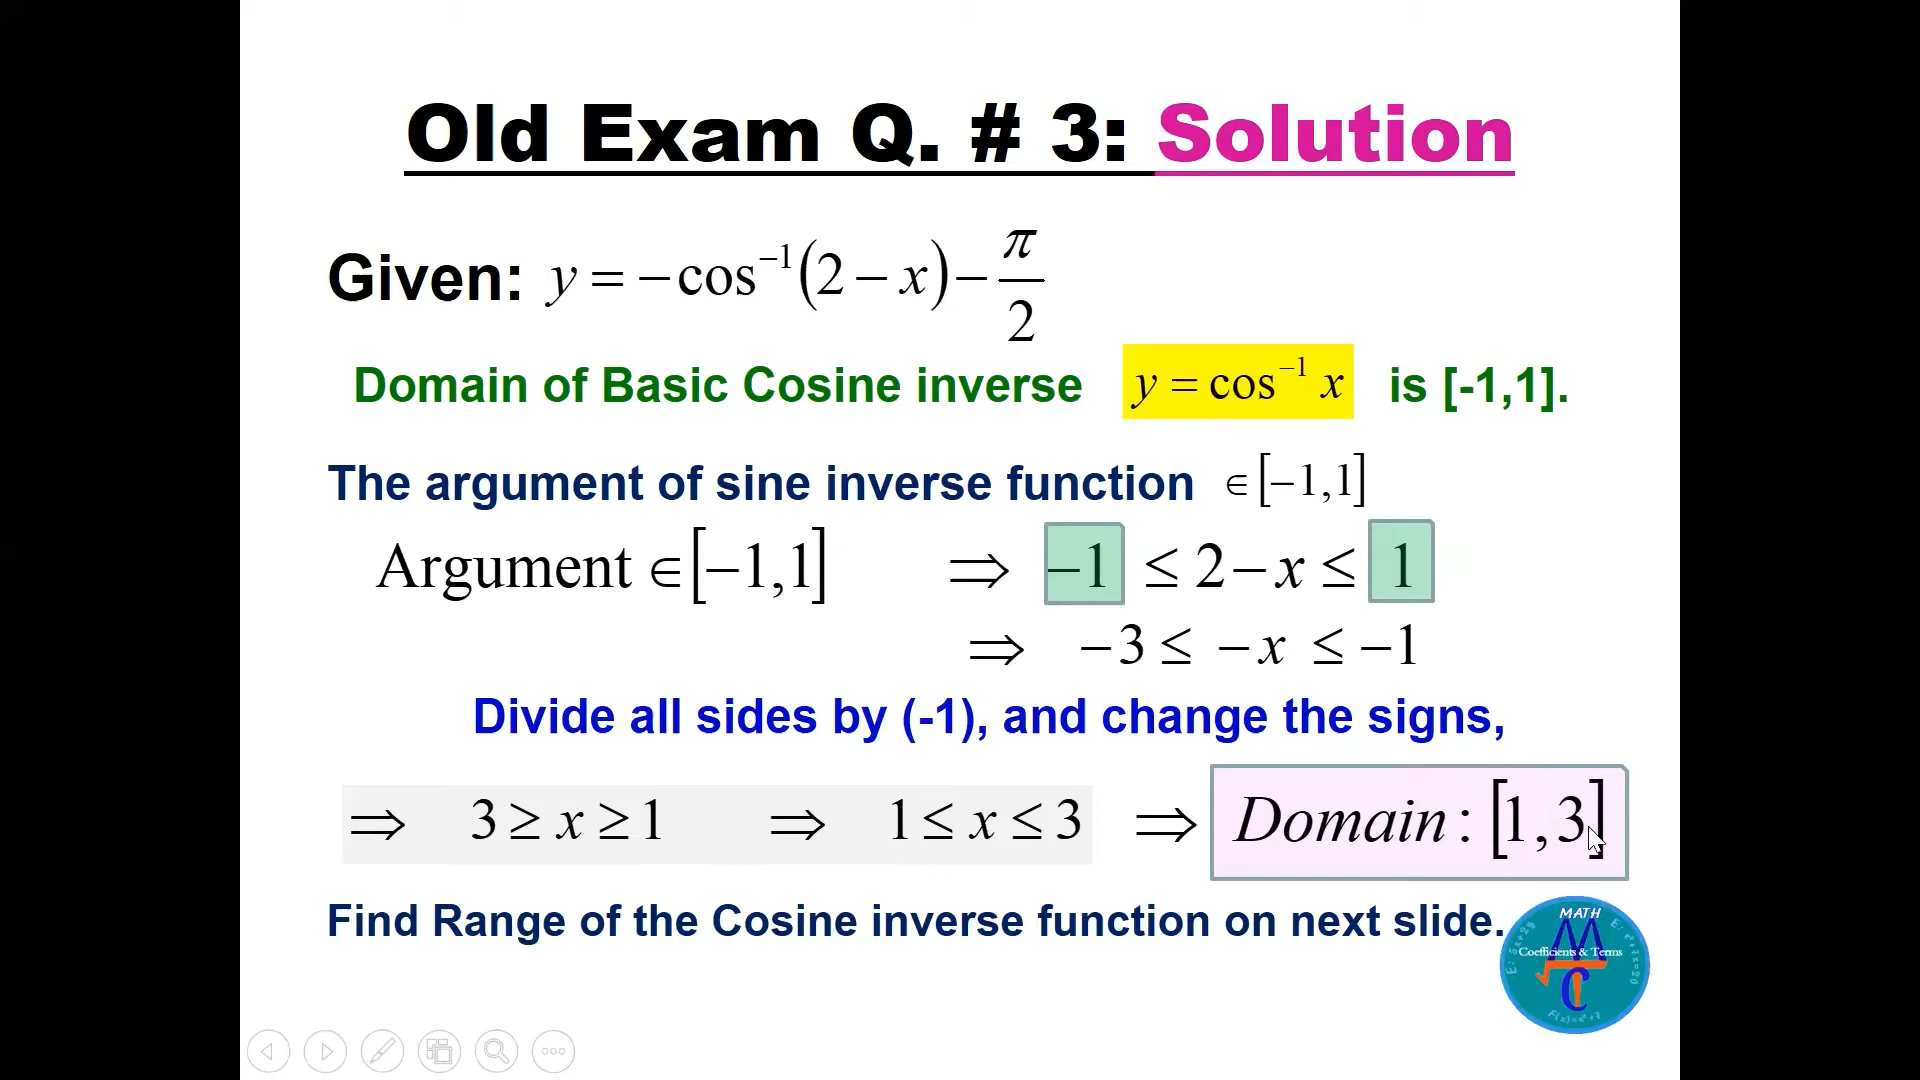 Old Exam Q. # 3: Solution
Given: y = −cos⁻¹(2 − x) − π/2
Domain of Basic Cosine inverse y = cos⁻¹ x is [-1,1].
The argument of sine inverse function ∈ [−1,1]
Argument ∈ [−1,1] ⇒ −1 ≤ 2 − x ≤ 1
⇒ −3 ≤ −x ≤ −1
Divide all sides by (-1), and change the signs,
⇒ 3 ≥ x ≥ 1 ⇒ 1 ≤ x ≤ 3 ⇒ Domain : [1,3]
Find Range of the Cosine inverse function on next slide.
MATH
M
Coefficients & Terms
C